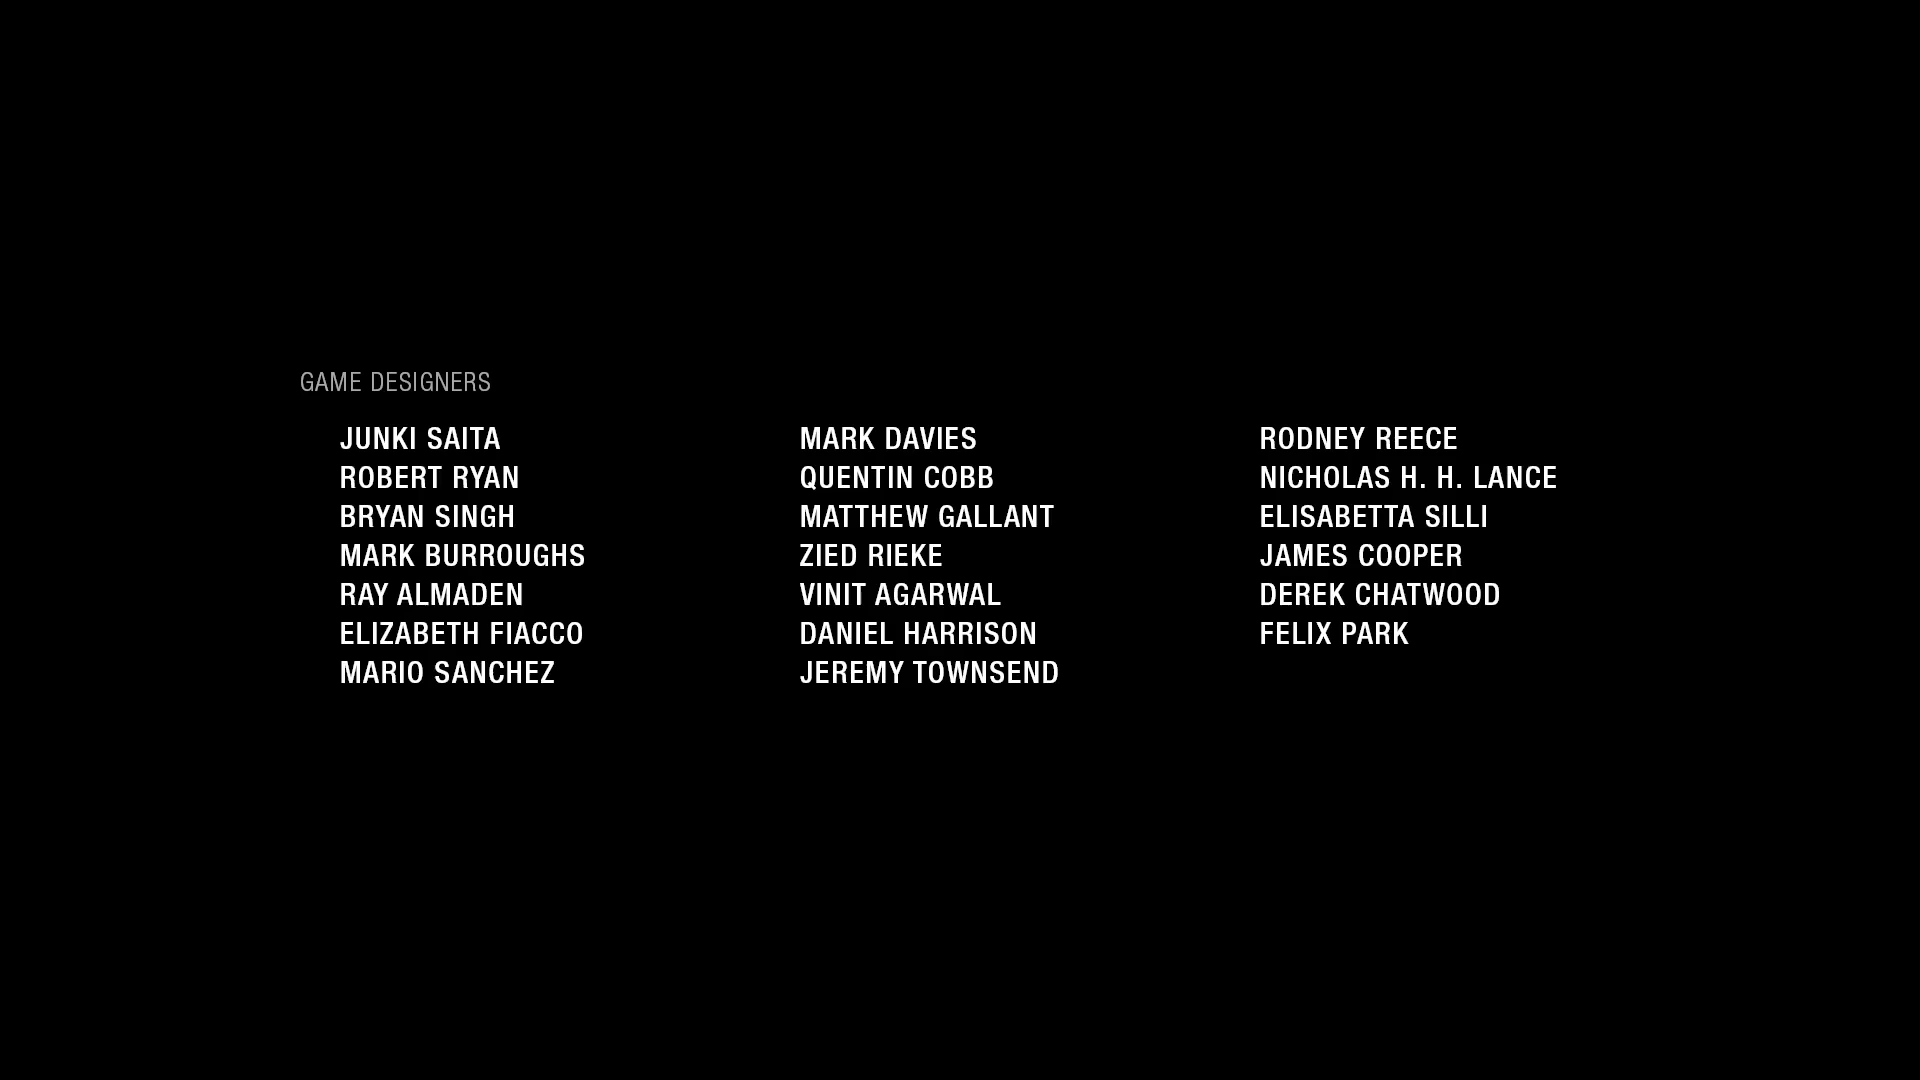 GAME DESIGNERS
JUNKI SAITA
ROBERT RYAN
BRYAN SINGH
MARK BURROUGHS
RAY ALMADEN
ELIZABETH FIACCO
MARIO SANCHEZ
MARK DAVIES
QUENTIN COBB
MATTHEW GALLANT
ZIED RIEKE
VINIT AGARWAL
DANIEL HARRISON
JEREMY TOWNSEND
RODNEY REECE
NICHOLAS H. H. LANCE
ELISABETTA SILLI
JAMES COOPER
DEREK CHATWOOD
FELIX PARK